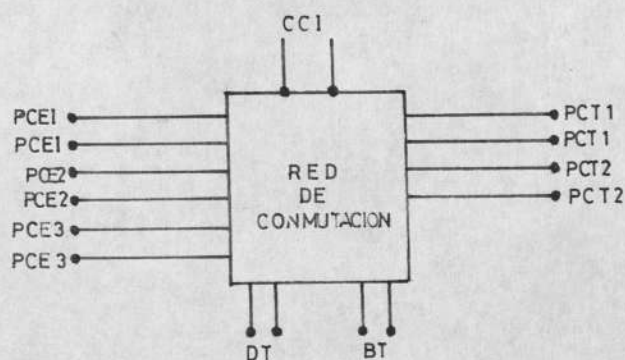 CC1
PCE1
PCE1
PCE2
PCE2
PCE3
PCE3
RED
DE
CONMUTACION
PCT1
PCT1
PCT2
PCT2
DT
BT